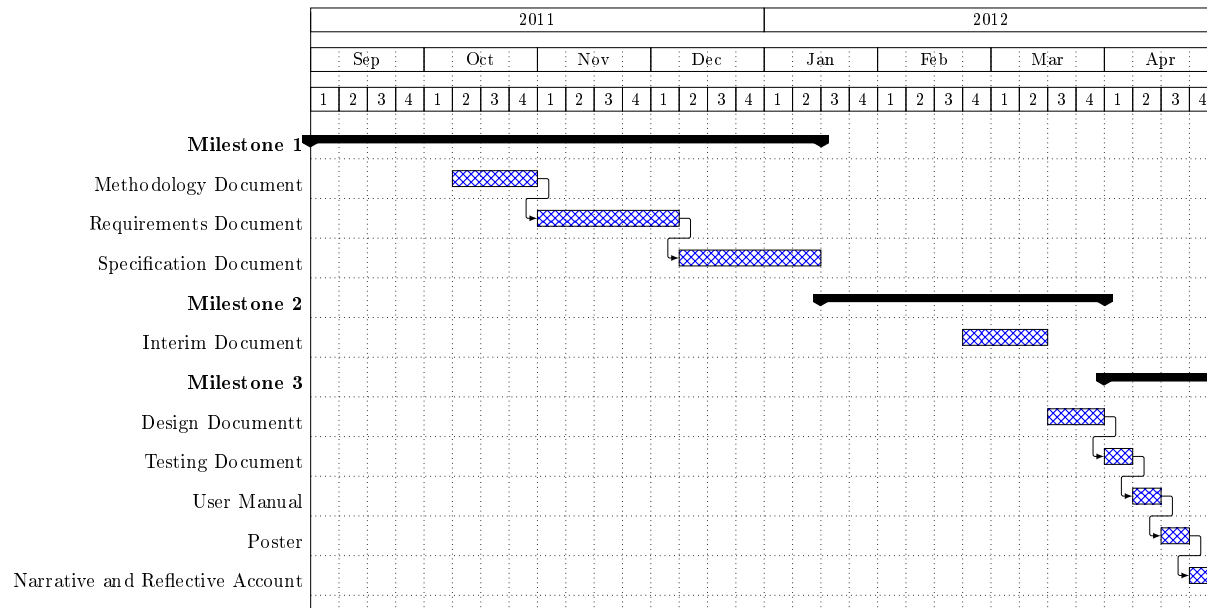 2011 2012
Sep Oct Nov Dec Jan Feb Mar Apr
1 2 3 4 1 2 3 4 1 2 3 4 1 2 3 4 1 2 3 4 1 2 3 4 1 2 3 4 1 2 3 4
Milestone 1
Methodology Document
Requirements Document
Specification Document
Milestone 2
Interim Document
Milestone 3
Design Documentt
Testing Document
User Manual
Poster
Narrative and Reflective Account